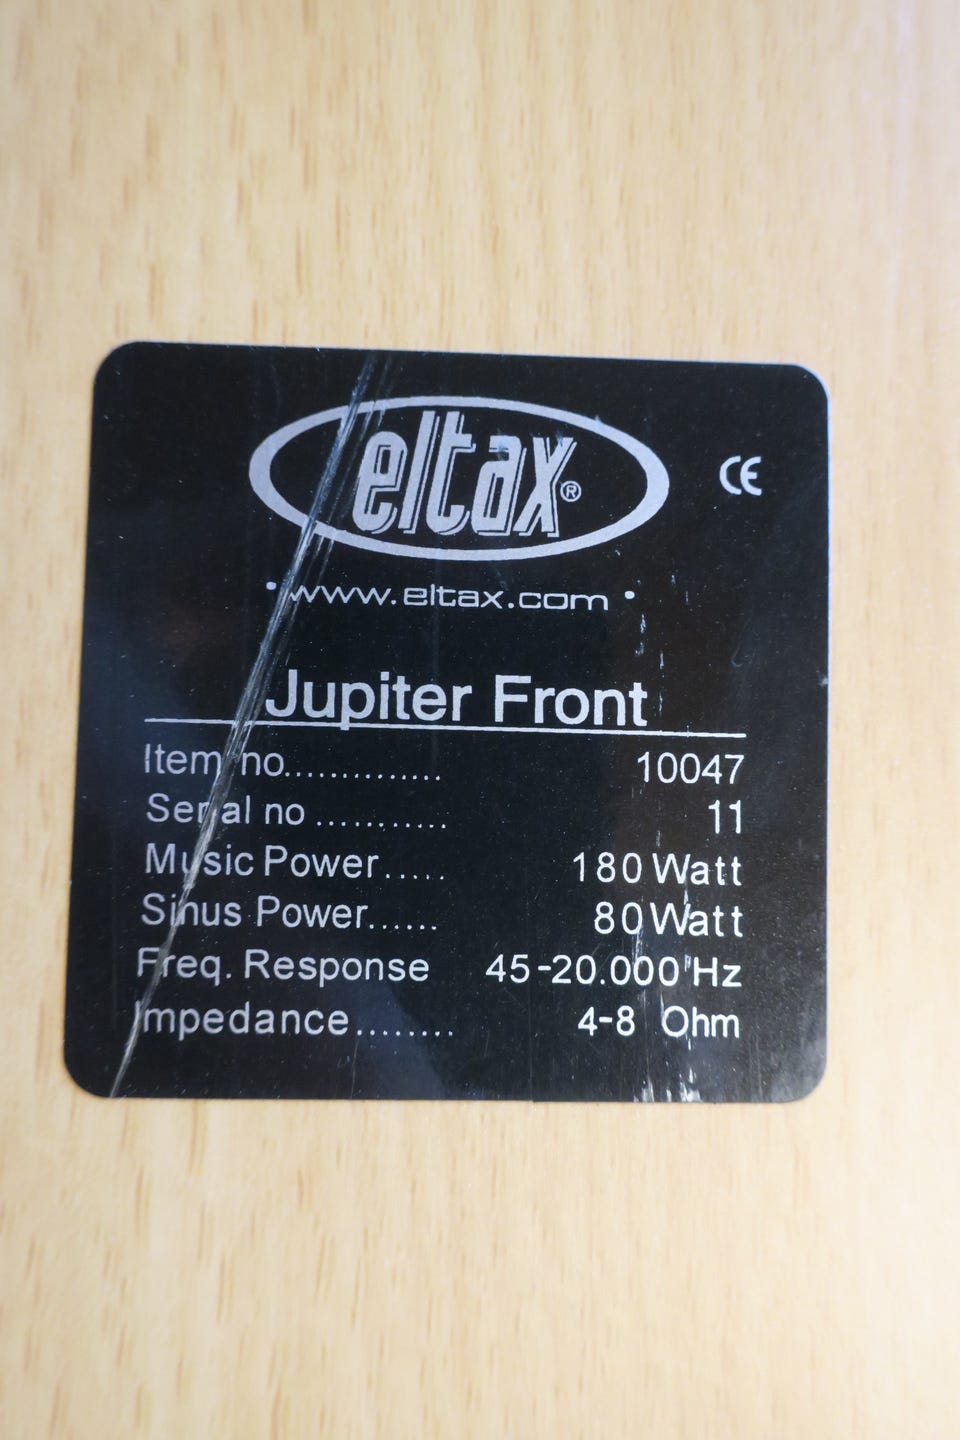 eltax®
CE
• www.eltax.com •
Jupiter Front
Item no.............. 10047
Serial no ........... 11
Music Power..... 180 Watt
Sinus Power...... 80 Watt
Freq. Response 45-20.000 Hz
Impedance........ 4-8 Ohm